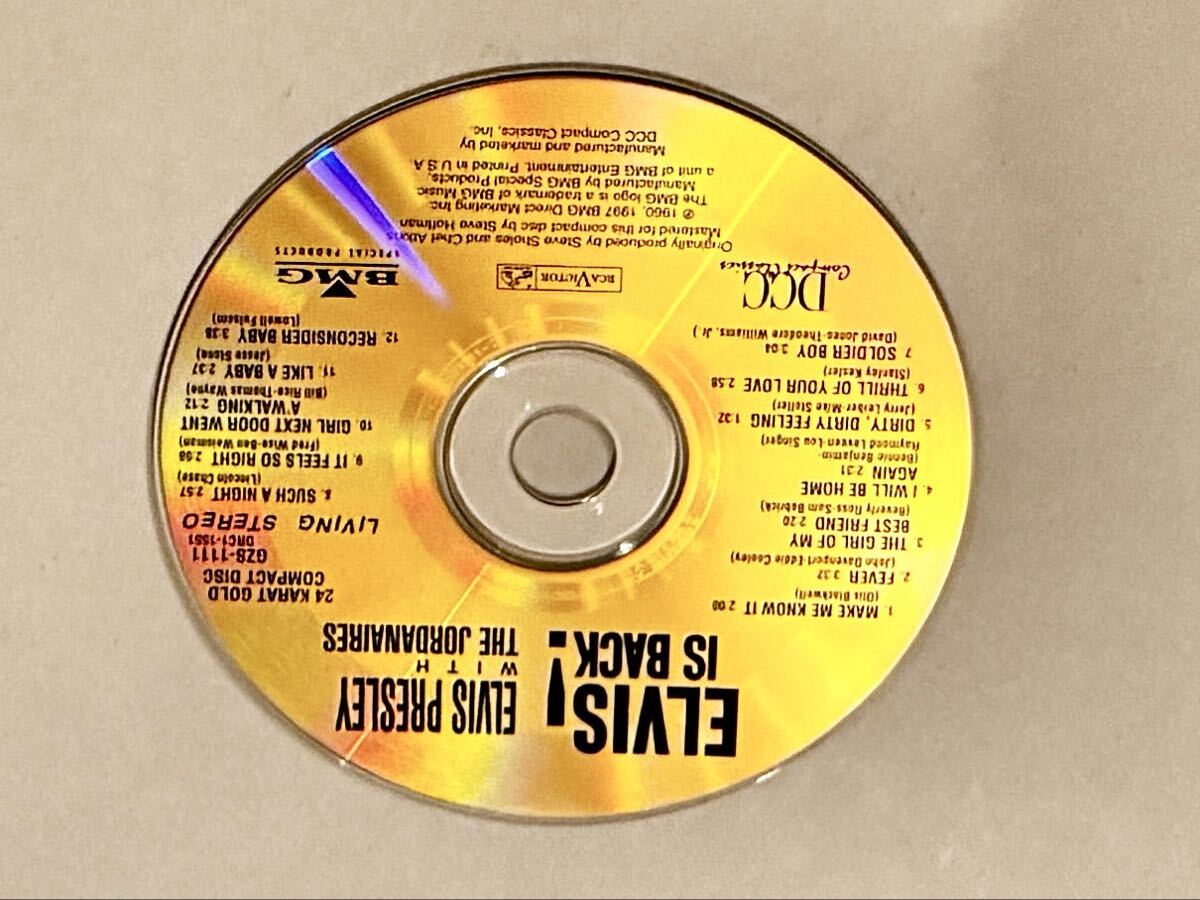 ELVIS
IS BACK!
ELVIS PRESLEY
WITH
THE JORDANAIRES
1. MAKE ME KNOW IT 2:00
(Otis Blackwell)
2. FEVER 3:32
(John Davenport-Eddie Cooley)
3. THE GIRL OF MY
BEST FRIEND 2:20
(Beverly Ross-Sam Bobrick)
4. I WILL BE HOME
AGAIN 2:31
(Bennie Benjamin-
Raymond Leveen-Lou Singer)
5. DIRTY, DIRTY FEELING 1:32
(Jerry Leiber-Mike Stoller)
6. THRILL OF YOUR LOVE 2:58
(Stanley Kesler)
7. SOLDIER BOY 3:04
(David Jones-Theodore Williams, Jr.)
24 KARAT GOLD
COMPACT DISC
GZS-1111
DRC1-1551
LIVING STEREO
8. SUCH A NIGHT 2:57
(Lincoln Chase)
9. IT FEELS SO RIGHT 2:08
(Fred Wise-Ben Weisman)
10. GIRL NEXT DOOR WENT
A'WALKING 2:12
(Bill Rice-Thomas Wayne)
11. LIKE A BABY 2:37
(Jesse Stone)
12. RECONSIDER BABY 3:38
(Lowell Fulsom)
DCC
Compact Classics
RCA VICTOR
BMG
SPECIAL PRODUCTS
Originally produced by Steve Sholes and Chet Atkins
Mastered for this compact disc by Steve Hoffman
℗ 1960, 1997 BMG Direct Marketing Inc.
The BMG logo is a trademark of BMG Music
Manufactured by BMG Special Products,
a unit of BMG Entertainment. Printed in U S A
Manufactured and marketed by
DCC Compact Classics, Inc.